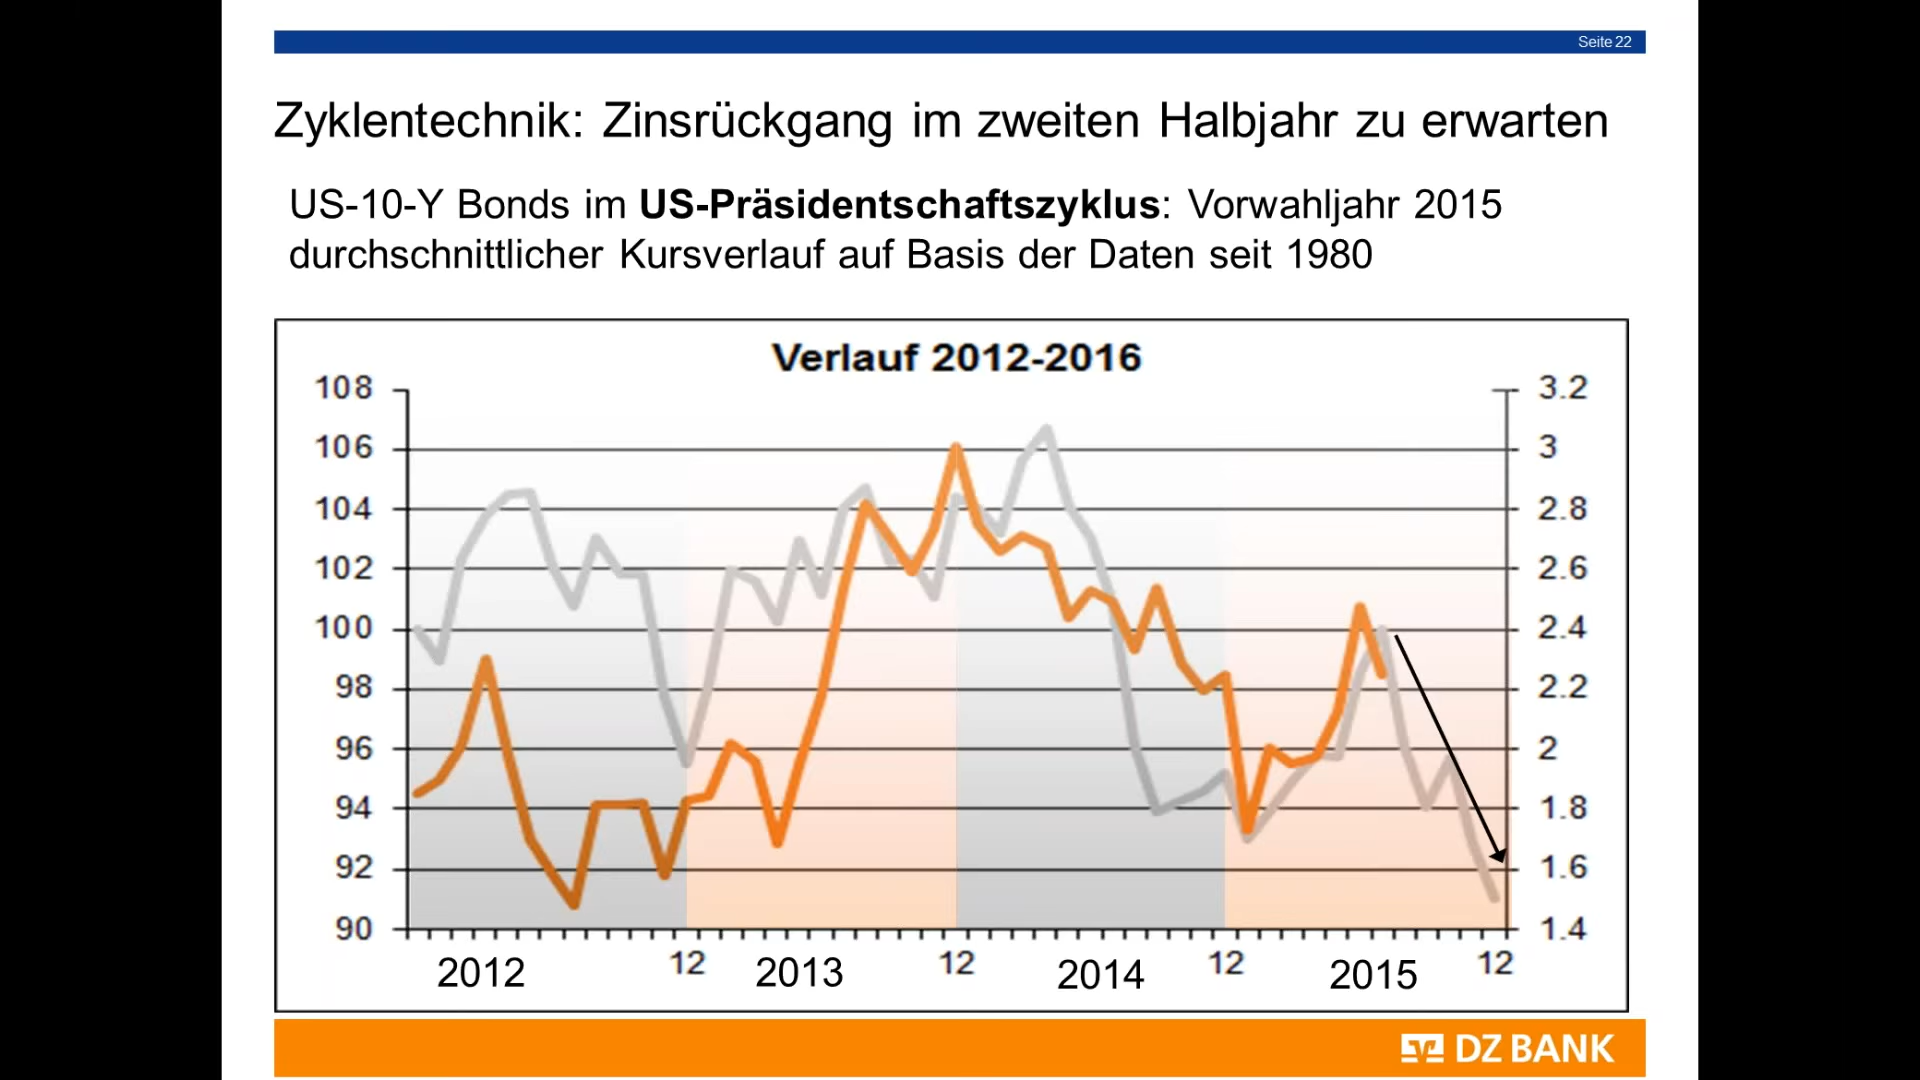 Seite 22
Zyklentechnik: Zinsrückgang im zweiten Halbjahr zu erwarten
US-10-Y Bonds im US-Präsidentschaftszyklus: Vorwahljahr 2015
durchschnittlicher Kursverlauf auf Basis der Daten seit 1980
Verlauf 2012-2016
108 3.2
106 3
104 2.8
102 2.6
100 2.4
98 2.2
96 2
94 1.8
92 1.6
90 1.4
2012 12 2013 12 2014 12 2015 12
DZ BANK